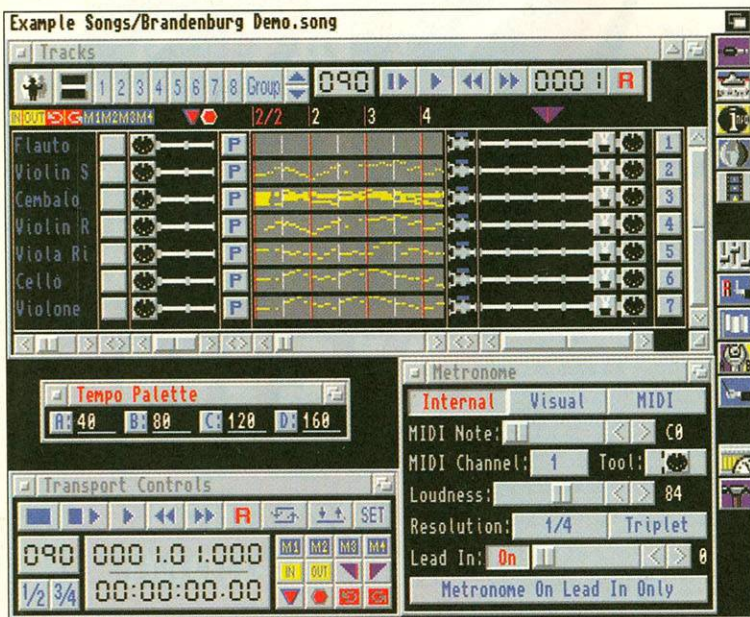 Example Songs/Brandenburg Demo.song
Tracks
1 2 3 4 5 6 7 8 Group 090 0001 R
IN OUT M1 M2 M3 M4 2/2 2 3 4
Flauto P 1
Violin S P 2
Cembalo P 3
Violin R P 4
Viola Ri P 5
Cello P 6
Violone P 7
Tempo Palette
A: 40 B: 80 C: 120 D: 160
Metronome
Internal Visual MIDI
MIDI Note: C0
MIDI Channel: 1 Tool:
Loudness: 84
Resolution: 1/4 Triplet
Lead In: On 0
Metronome On Lead In Only
Transport Controls
R SET
090 0001.01.000 M1 M2 M3 M4
IN OUT
1/2 3/4 00:00:00.00